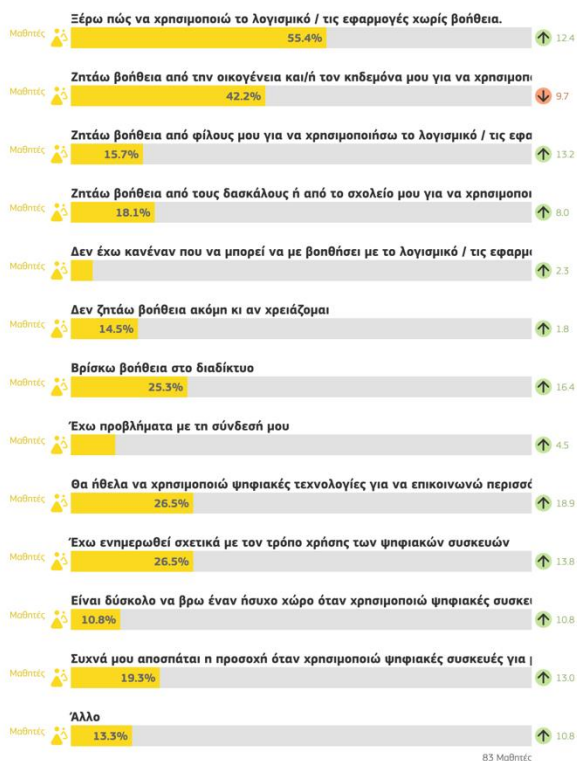 Ξέρω πώς να χρησιμοποιώ το λογισμικό / τις εφαρμογές χωρίς βοήθεια.
Μαθητές 55.4% 12.4
Ζητάω βοήθεια από την οικογένεια και/ή τον κηδεμόνα μου για να
Μαθητές 42.2% 9.7
Ζητάω βοήθεια από φίλους μου για να χρησιμοποιήσω το λογισμικό / τις
Μαθητές 15.7% 13.2
Ζητάω βοήθεια από τους δασκάλους ή από το σχολείο μου για να
Μαθητές 18.1% 8.0
Δεν έχω κανέναν που να μπορεί να με βοηθήσει με το λογισμικό / τις
Μαθητές 2.3
Δεν ζητάω βοήθεια ακόμη κι αν χρειάζομαι
Μαθητές 14.5% 1.8
Βρίσκω βοήθεια στο διαδίκτυο
Μαθητές 25.3% 16.4
Έχω προβλήματα με τη σύνδεσή μου
Μαθητές 4.5
Θα ήθελα να χρησιμοποιώ ψηφιακές τεχνολογίες για να επικοινωνώ
Μαθητές 26.5% 18.9
Έχω ενημερωθεί σχετικά με τον τρόπο χρήσης των ψηφιακών συσκευών
Μαθητές 26.5% 13.8
Είναι δύσκολο να βρω έναν ήσυχο χώρο όταν χρησιμοποιώ ψηφιακές
Μαθητές 10.8% 10.8
Συχνά μου αποσπάται η προσοχή όταν χρησιμοποιώ ψηφιακές συσκευές για
Μαθητές 19.3% 13.0
Άλλο
Μαθητές 13.3% 10.8
83 Μαθητές